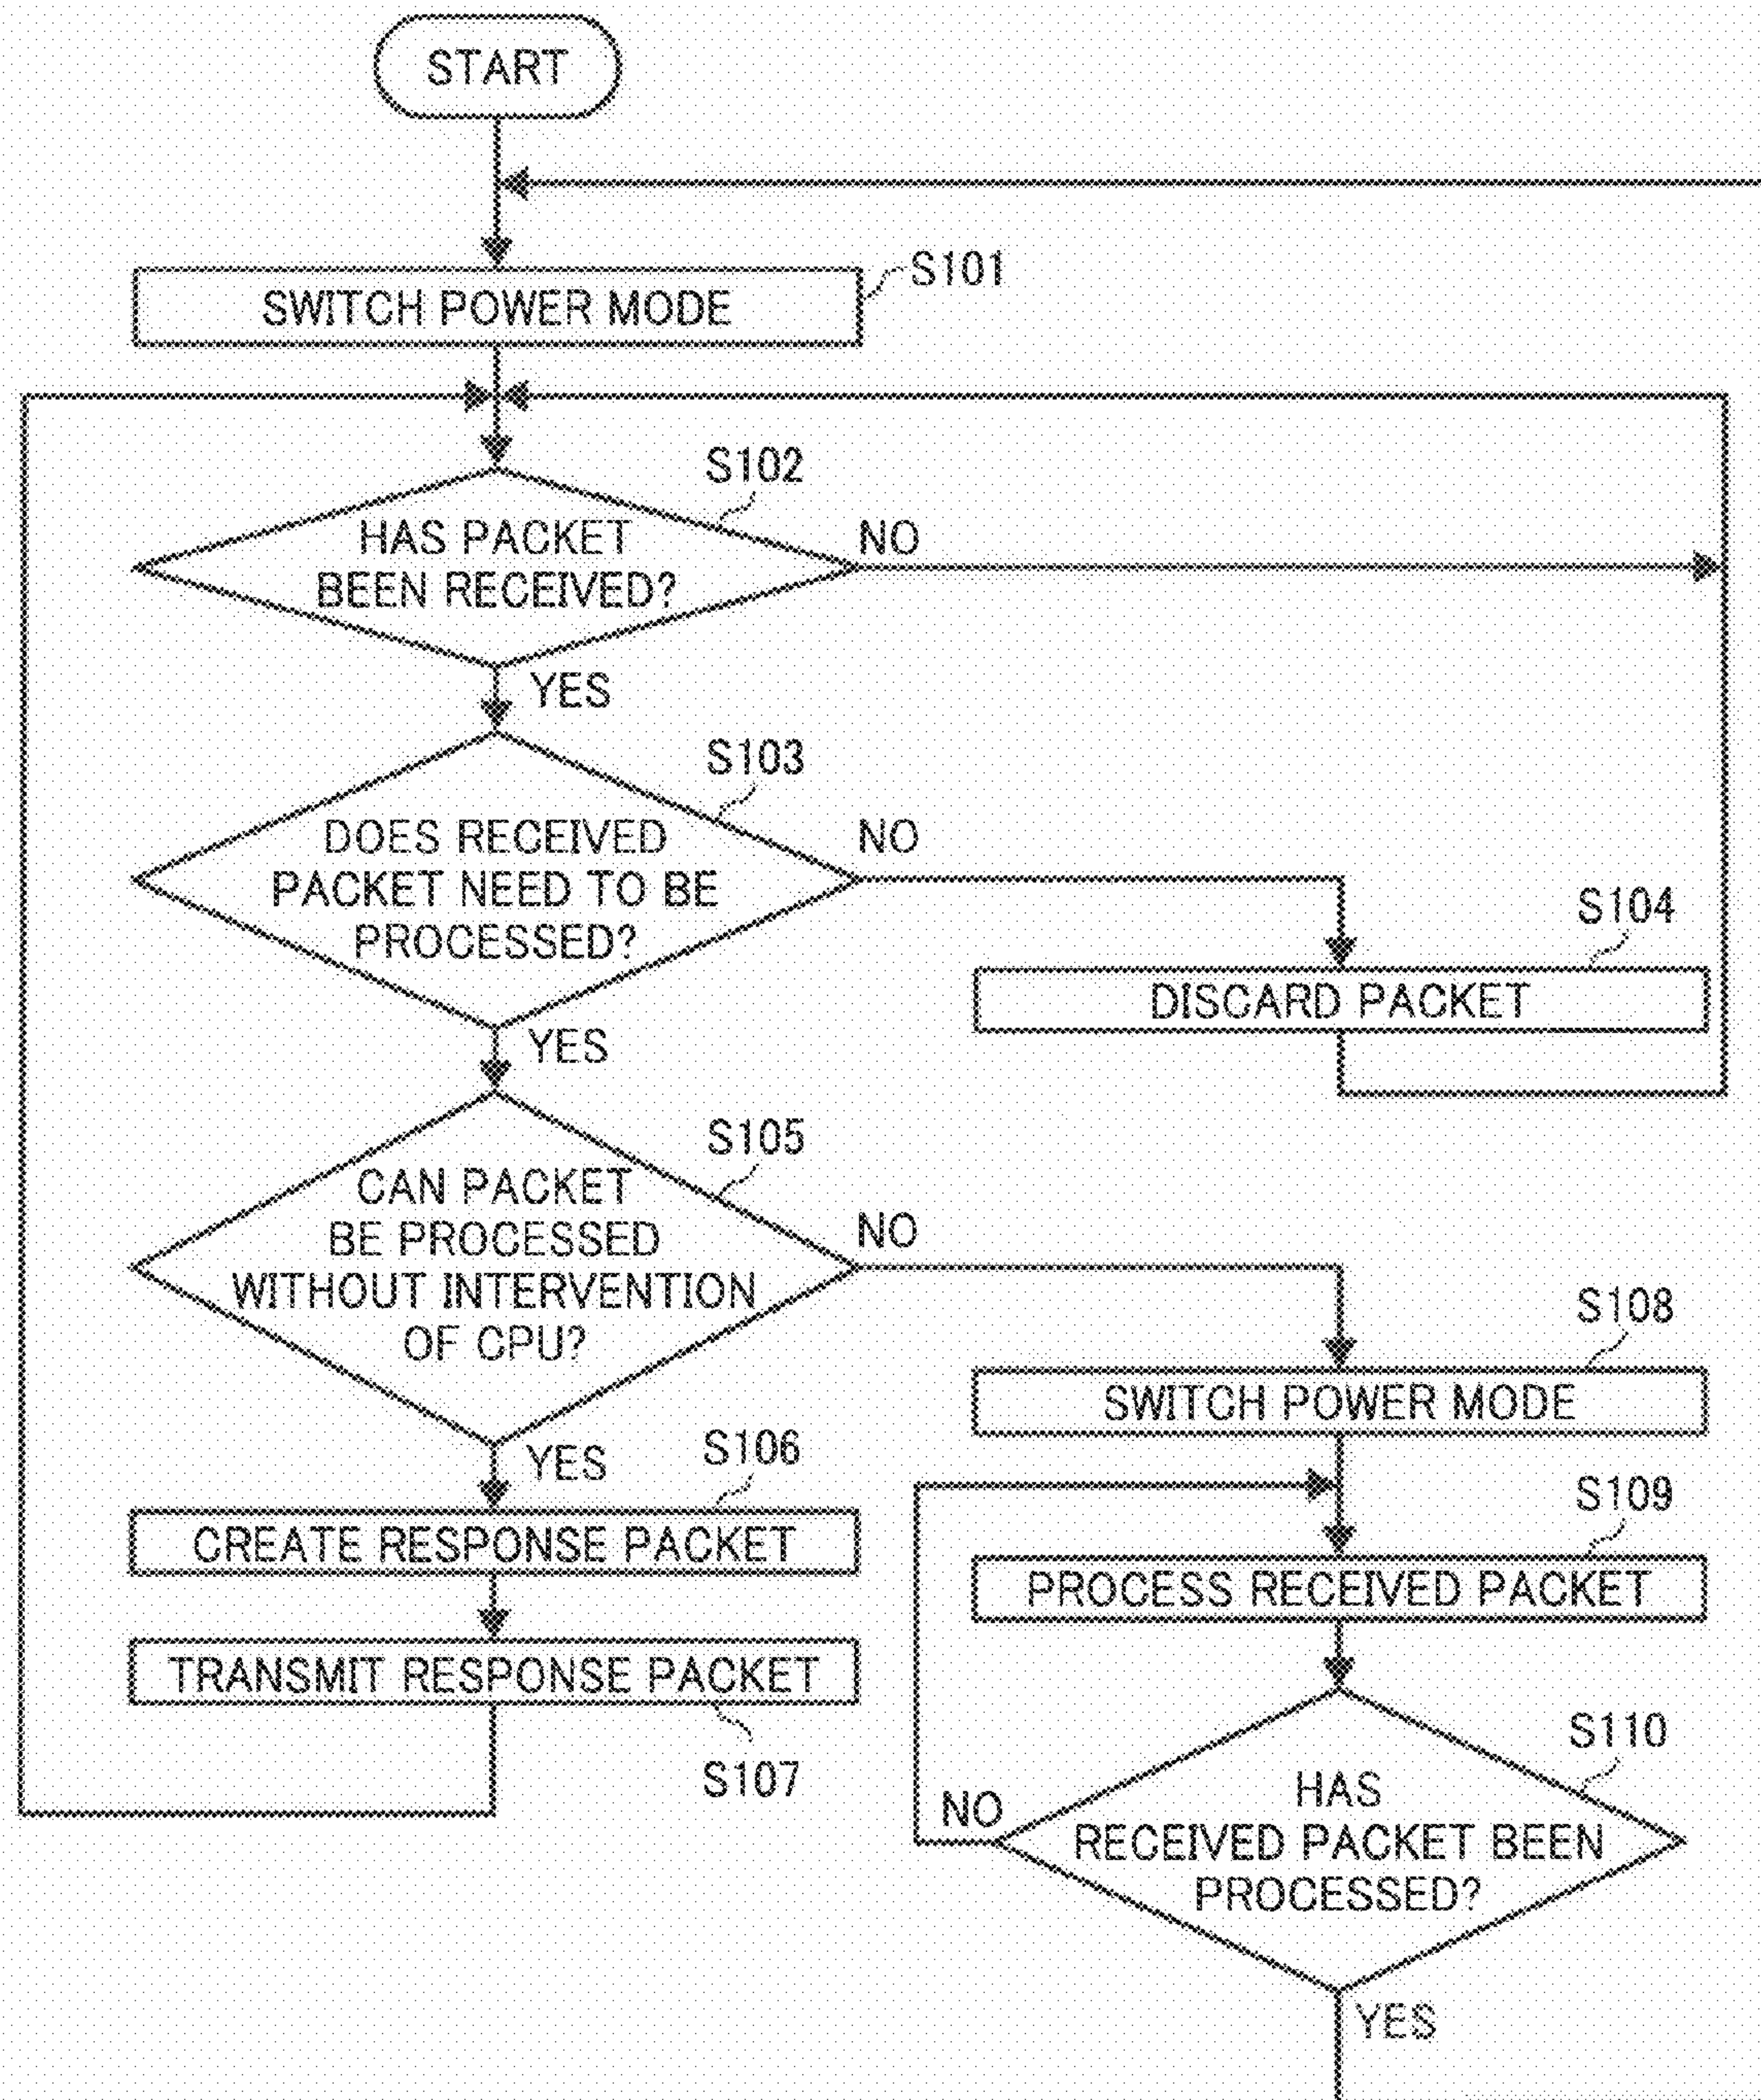 START
SWITCH POWER MODE
S101
S102
HAS PACKET
BEEN RECEIVED?
NO
YES
S103
DOES RECEIVED
PACKET NEED TO BE
PROCESSED?
NO
S104
DISCARD PACKET
YES
S105
CAN PACKET
BE PROCESSED
WITHOUT INTERVENTION
OF CPU?
NO
YES
S106
CREATE RESPONSE PACKET
TRANSMIT RESPONSE PACKET
S107
S108
SWITCH POWER MODE
S109
PROCESS RECEIVED PACKET
S110
HAS
RECEIVED PACKET BEEN
PROCESSED?
NO
YES